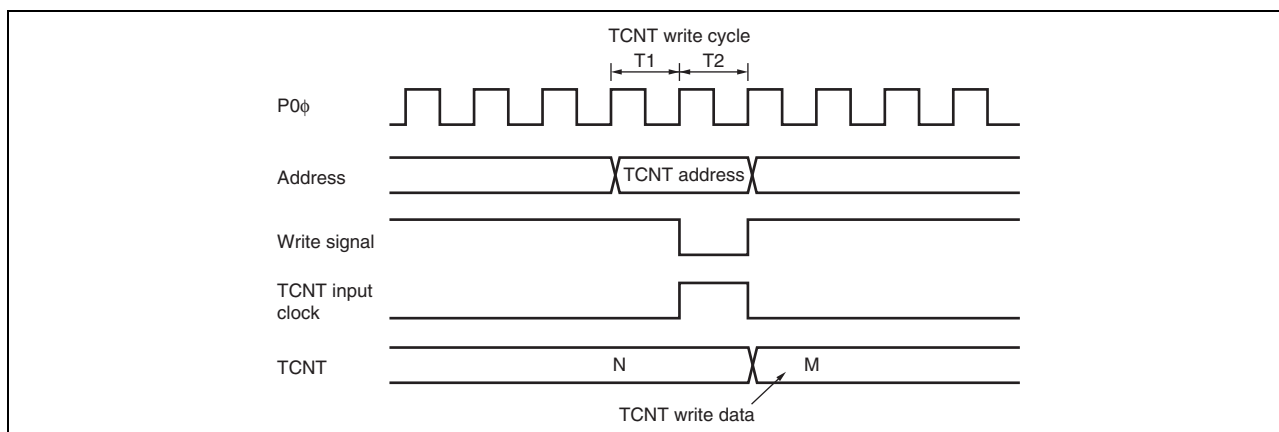 TCNT write cycle
T1 T2
P0ϕ
Address
TCNT address
Write signal
TCNT input
clock
TCNT
N
M
TCNT write data